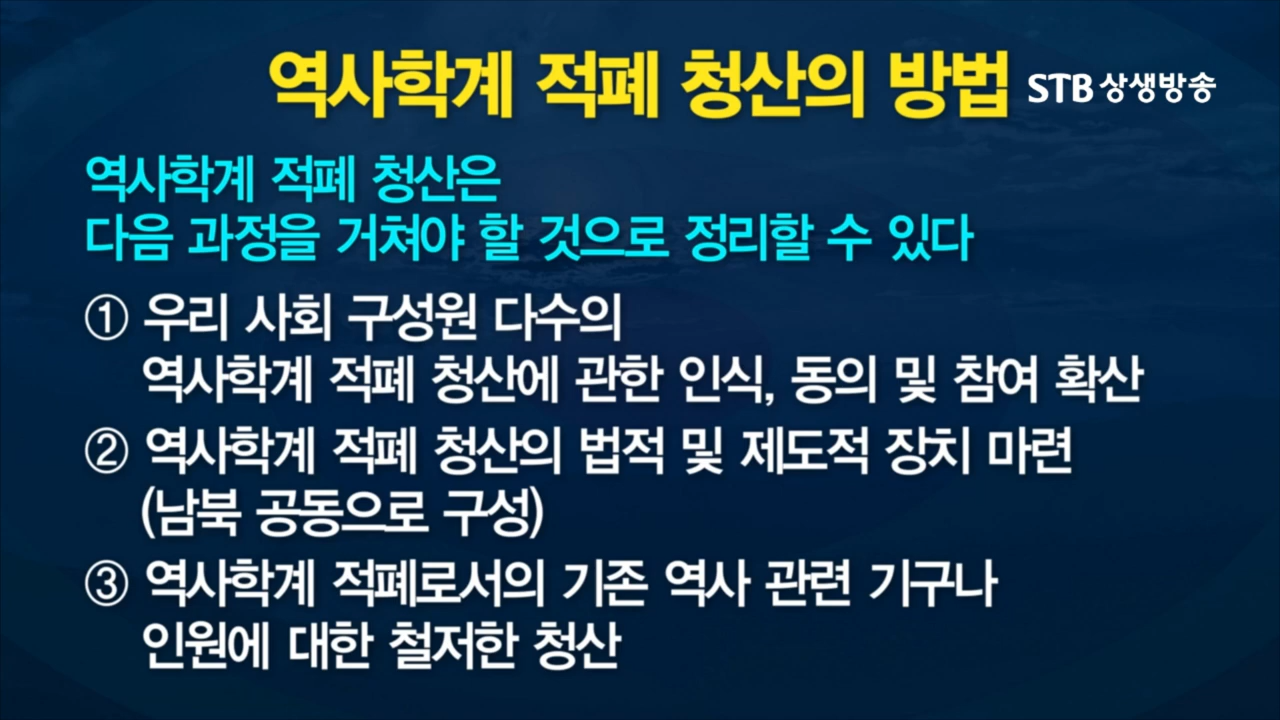 역사학계 적폐 청산의 방법
STB 상생방송
역사학계 적폐 청산은
다음 과정을 거쳐야 할 것으로 정리할 수 있다
① 우리 사회 구성원 다수의
역사학계 적폐 청산에 관한 인식, 동의 및 참여 확산
② 역사학계 적폐 청산의 법적 및 제도적 장치 마련
(남북 공동으로 구성)
③ 역사학계 적폐로서의 기존 역사 관련 기구나
인원에 대한 철저한 청산